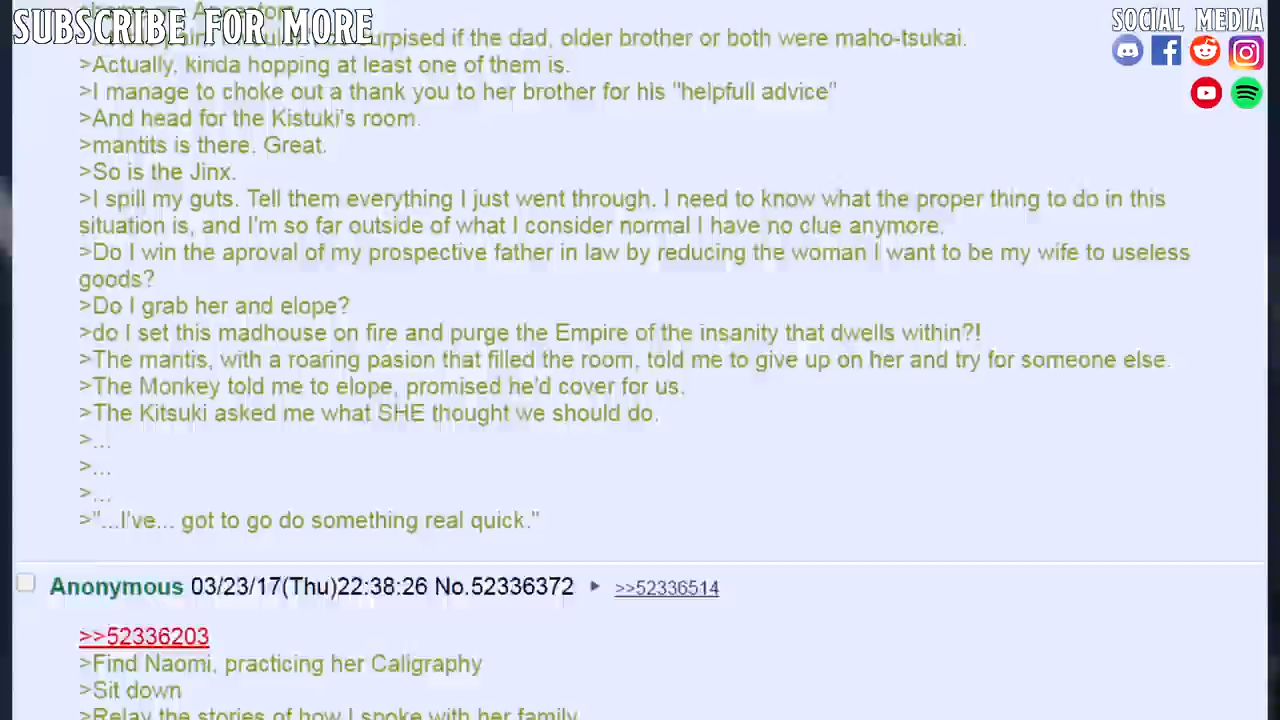 SUBSCRIBE FOR MORE
SOCIAL MEDIA
surpised if the dad, older brother or both were maho-tsukai.
>Actually, kinda hopping at least one of them is.
>I manage to choke out a thank you to her brother for his "helpfull advice"
>And head for the Kistuki's room.
>mantits is there. Great.
>So is the Jinx.
>I spill my guts. Tell them everything I just went through. I need to know what the proper thing to do in this
situation is, and I'm so far outside of what I consider normal I have no clue anymore.
>Do I win the aproval of my prospective father in law by reducing the woman I want to be my wife to useless
goods?
>Do I grab her and elope?
>do I set this madhouse on fire and purge the Empire of the insanity that dwells within?!
>The mantis, with a roaring pasion that filled the room, told me to give up on her and try for someone else.
>The Monkey told me to elope, promised he'd cover for us.
>The Kitsuki asked me what SHE thought we should do.
>...
>...
>...
>"...I've... got to go do something real quick."
Anonymous 03/23/17(Thu)22:38:26 No.52336372 ▶ >>52336514
>>52336203
>Find Naomi, practicing her Caligraphy
>Sit down
>Relay the stories of how I spoke with her family